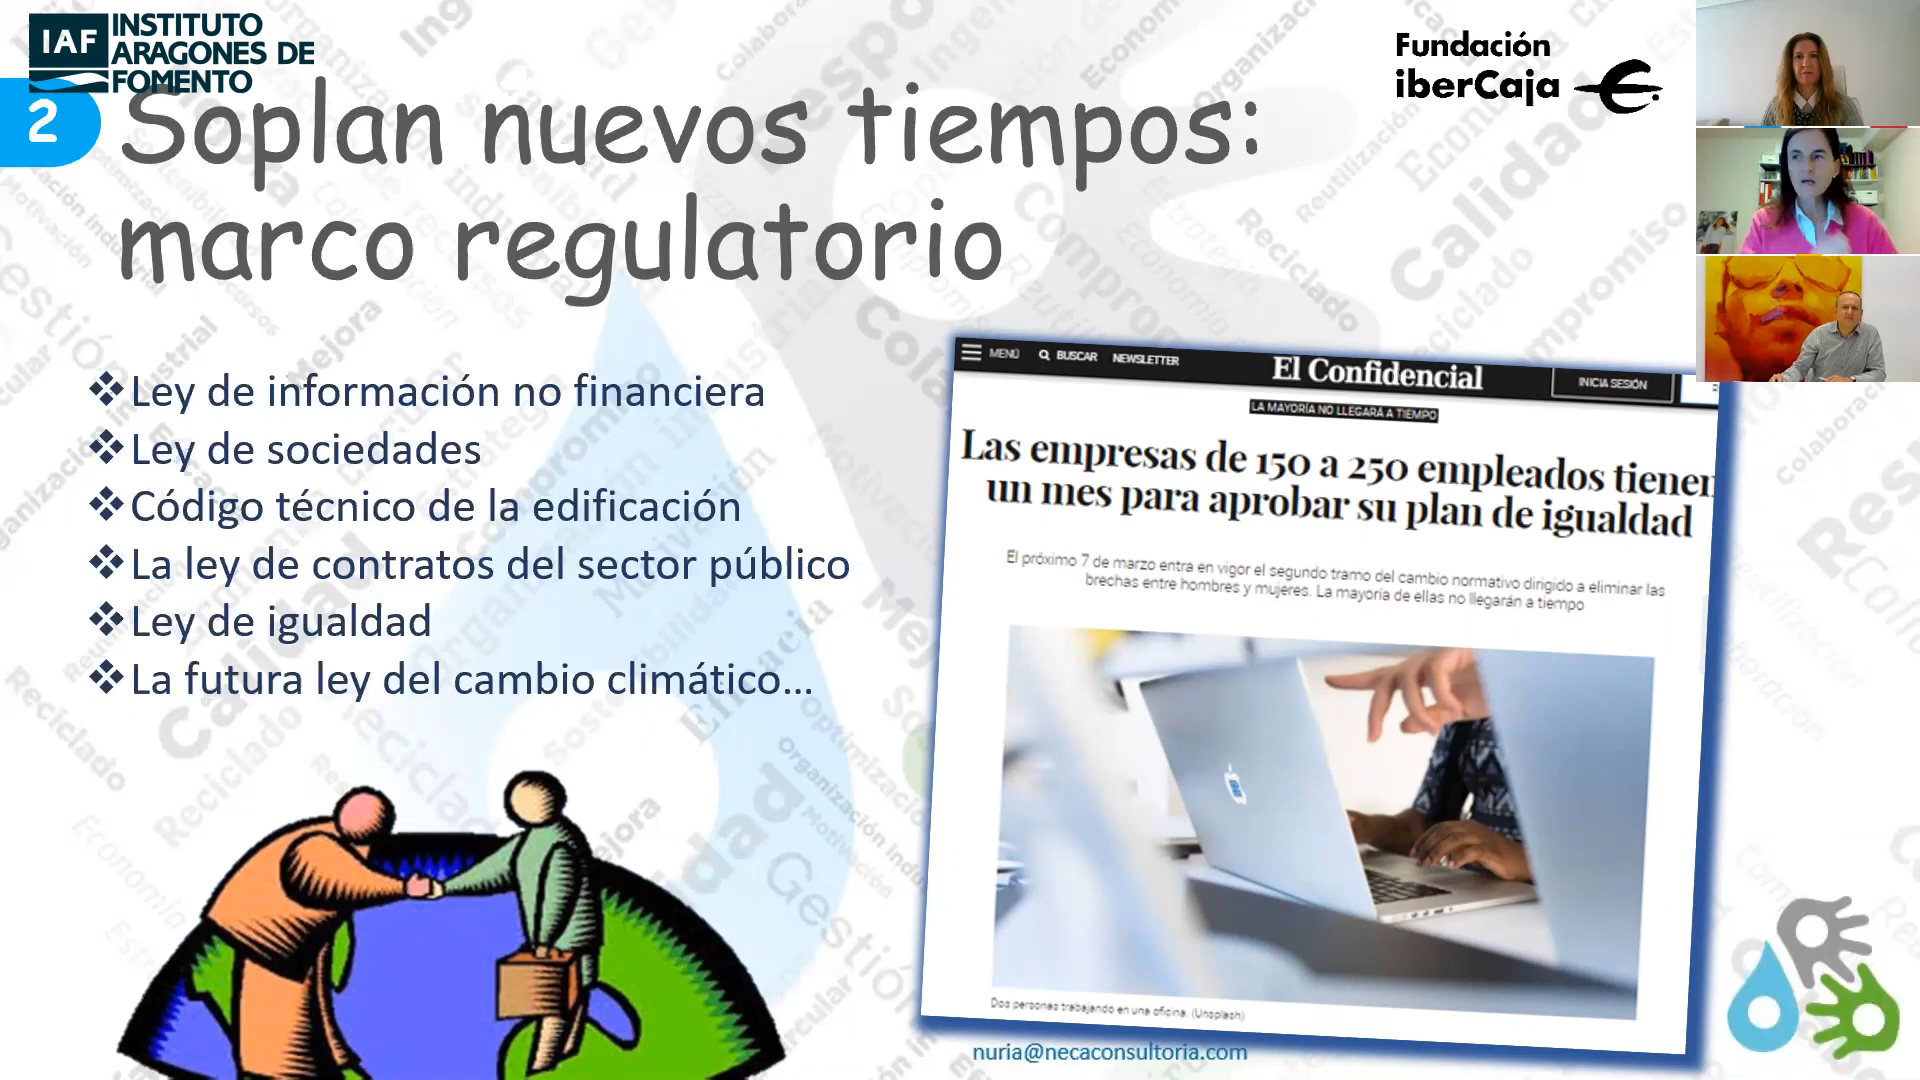 IAF INSTITUTO
ARAGONES DE
FOMENTO
Fundación
iberCaja
2
Soplan nuevos tiempos:
marco regulatorio
❖Ley de información no financiera
❖Ley de sociedades
❖Código técnico de la edificación
❖La ley de contratos del sector público
❖Ley de igualdad
❖La futura ley del cambio climático...
MENÚ BUSCAR NEWSLETTER El Confidencial INICIA SESIÓN
LA MAYORÍA NO LLEGARÁ A TIEMPO
Las empresas de 150 a 250 empleados tienen
un mes para aprobar su plan de igualdad
El próximo 7 de marzo entra en vigor el segundo tramo del cambio normativo dirigido a eliminar las
brechas entre hombres y mujeres. La mayoría de ellas no llegarán a tiempo
Dos personas trabajando en una oficina. (Unsplash)
nuria@necaconsultoria.com